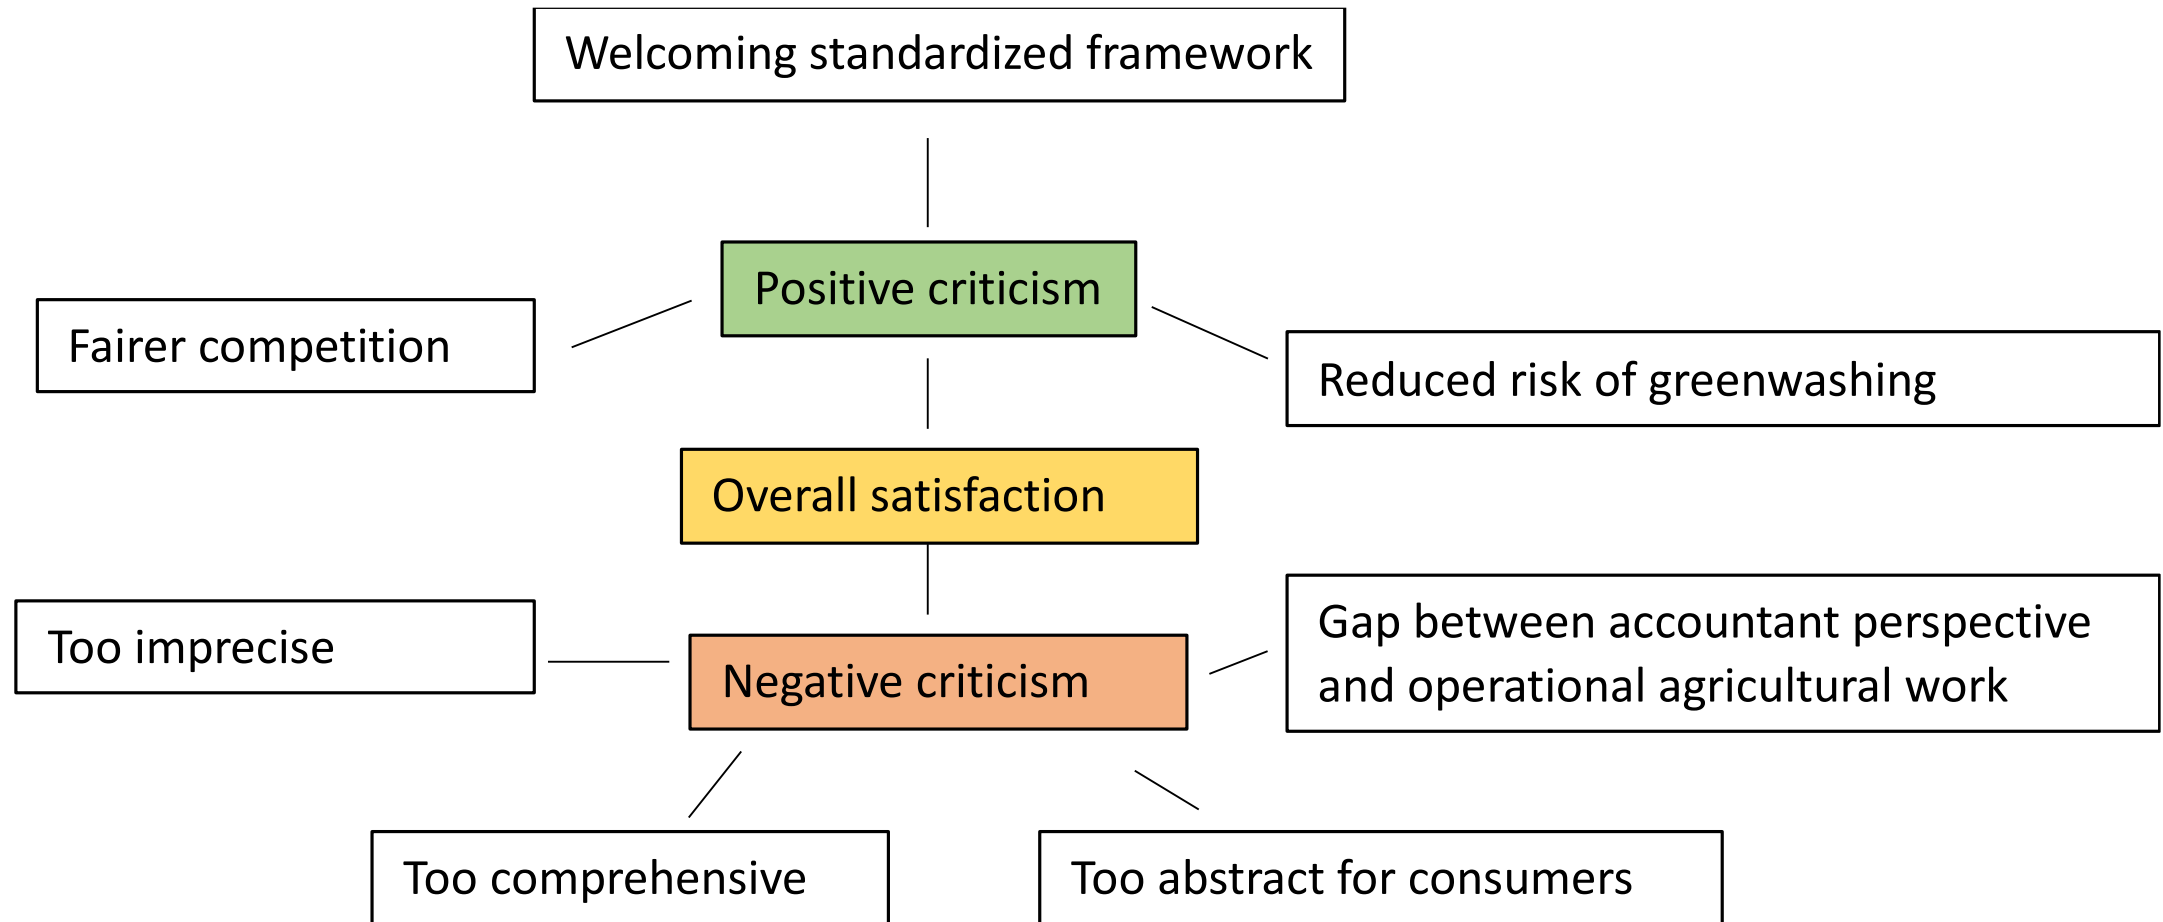 Welcoming standardized framework
Positive criticism
Fairer competition
Reduced risk of greenwashing
Overall satisfaction
Too imprecise
Gap between accountant perspective
and operational agricultural work
Negative criticism
Too comprehensive
Too abstract for consumers